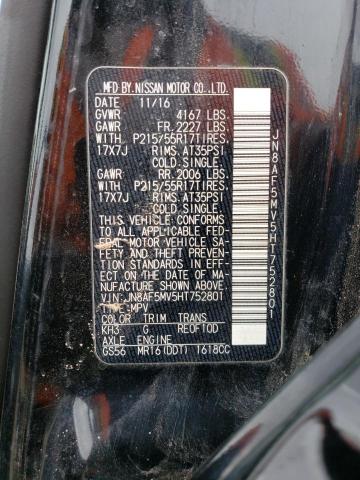 MFD.BY.NISSAN MOTOR CO.,LTD.
DATE 11/16
GVWR 4167 LBS.
GAWR FR.2227 LBS.
WITH P215/55R17TIRES.
17X7J RIMS.AT35PSI
COLD.SINGLE.
GAWR RR.2006 LBS.
WITH P215/55R17TIRES.
17X7J RIMS.AT35PSI
COLD.SINGLE.
THIS VEHICLE CONFORMS
TO ALL APPLICABLE FED-
ERAL MOTOR VEHICLE SA-
FETY AND THEFT PREV-
ENTION STANDARDS IN EFF-
ECT ON THE DATE OF MA-
NUFACTURE SHOWN ABOVE.
VIN:JN8AF5MV5HT752801
TYPE:MPV
COLOR TRIM TRANS
KH3 G RE0F10D
AXLE ENGINE
GS56 MR16(DDT) 1618CC
JN8AF5MV5HT752801